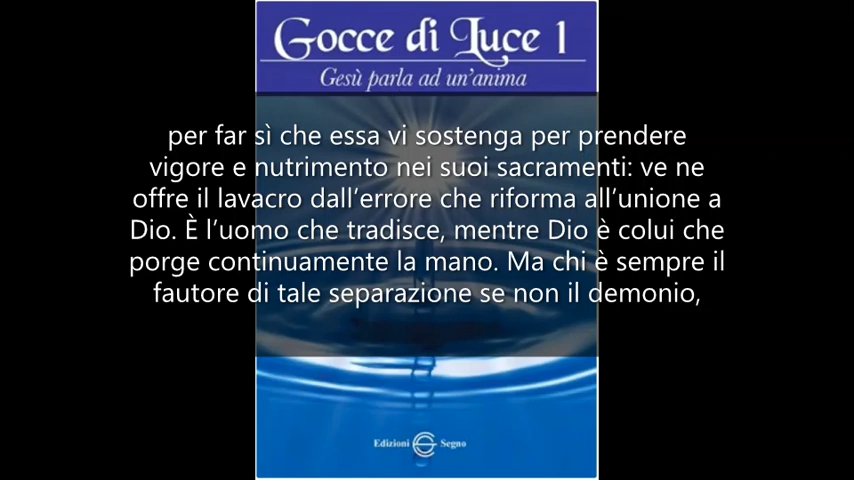 Gocce di Luce 1
Gesù parla ad un'anima
per far sì che essa vi sostenga per prendere
vigore e nutrimento nei suoi sacramenti: ve ne
offre il lavacro dall’errore che riforma all’unione a
Dio. È l’uomo che tradisce, mentre Dio è colui che
porge continuamente la mano. Ma chi è sempre il
fautore di tale separazione se non il demonio,
Edizioni Segno